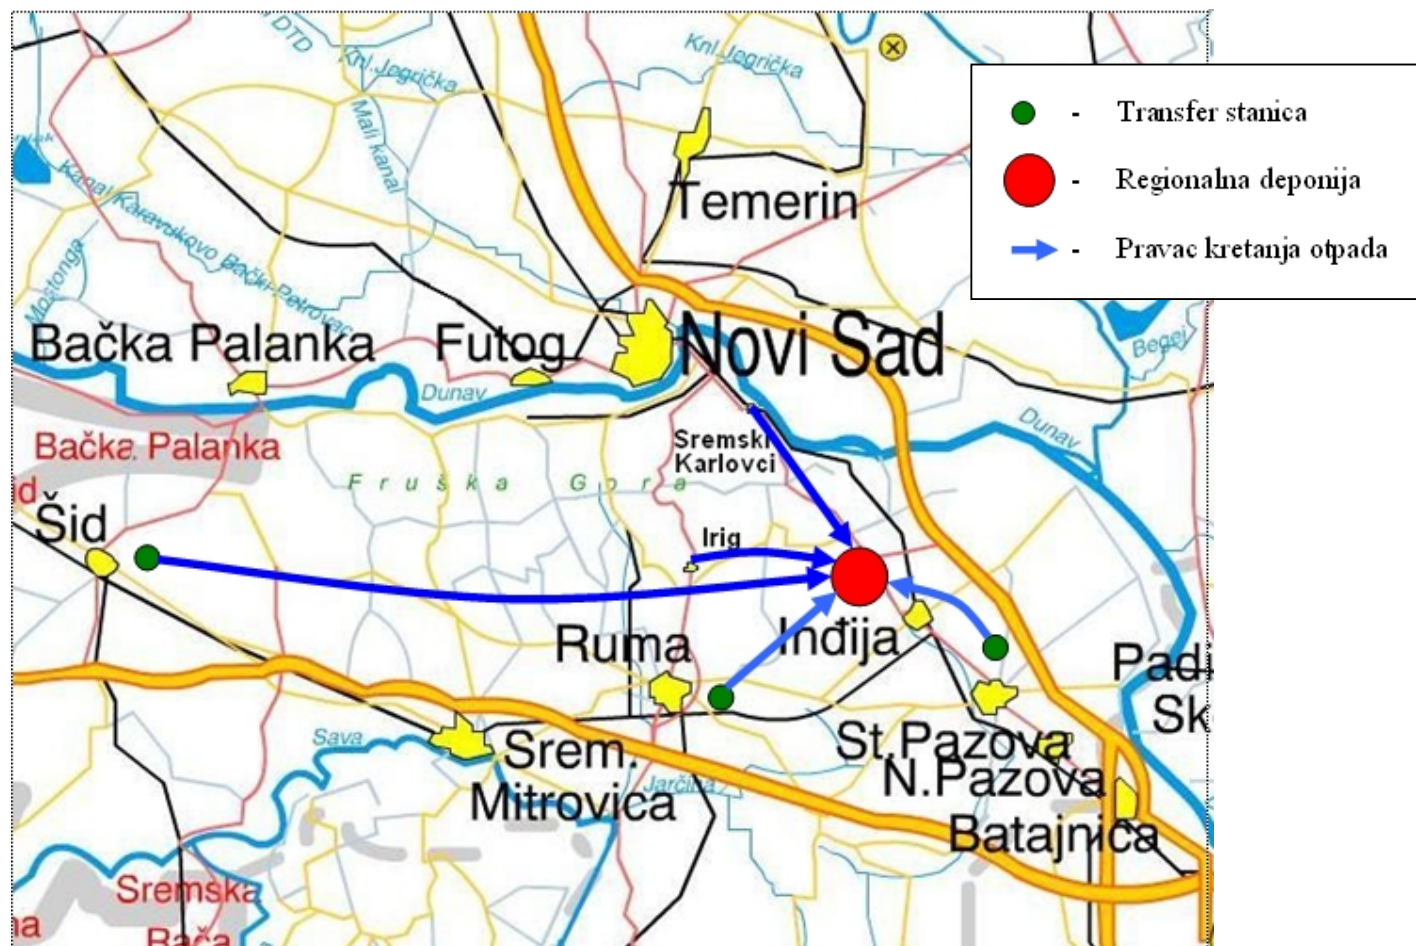 DTD
Knl.Jegrička
Knl.Jegrička
Mali kanal
Kanal Karavukovo Bački Petrovac
Mostonga
- Transfer stanica
- Regionalna deponija
- Pravac kretanja otpada
Temerin
Bačka Palanka
Futog
Novi Sad
Begej
Dunav
Dunav
Bačka Palanka
Sremski
Karlovci
Fruška Gora
Šid
Irig
Ruma
Inđija
Sava
Srem.
Mitrovica
Jarčina
St.Pazova
N.Pazova
Batajnica
Sremska
Rača